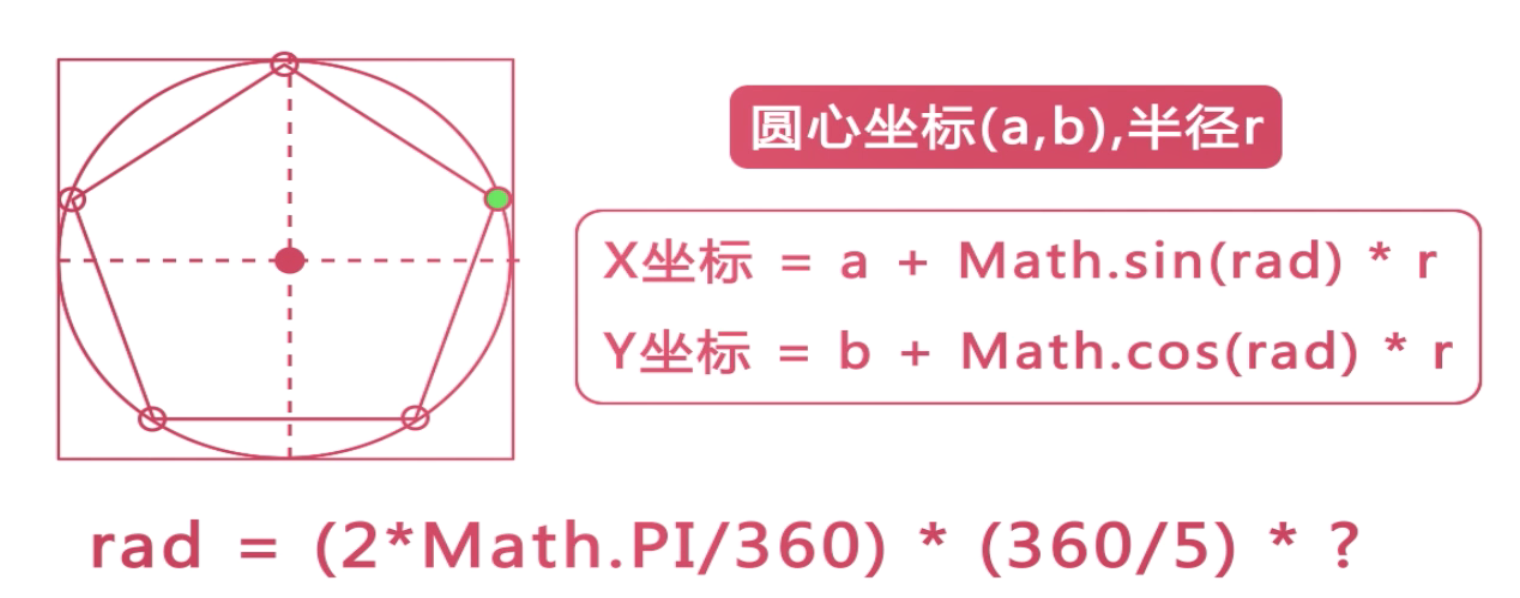 圆心坐标(a,b),半径r
X坐标 = a + Math.sin(rad) * r
Y坐标 = b + Math.cos(rad) * r
rad = (2*Math.PI/360) * (360/5) * ?